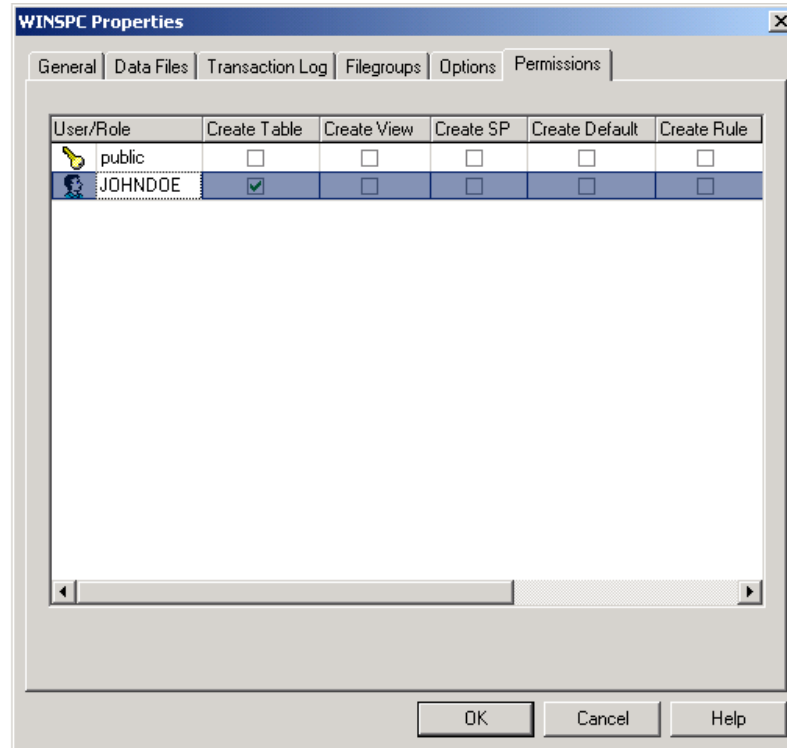 WINSPC Properties
General Data Files Transaction Log Filegroups Options Permissions
User/Role Create Table Create View Create SP Create Default Create Rule
public
JOHNDOE
OK Cancel Help